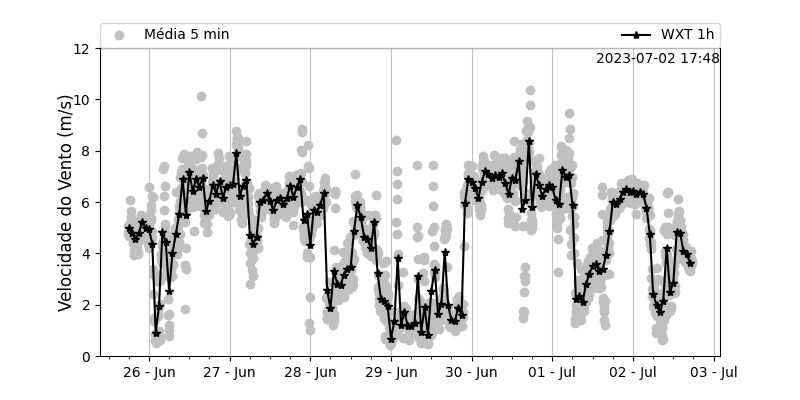 Média 5 min
WXT 1h
2023-07-02 17:48
Velocidade do Vento (m/s)
12
10
8
6
4
2
0
26 - Jun
27 - Jun
28 - Jun
29 - Jun
30 - Jun
01 - Jul
02 - Jul
03 - Jul